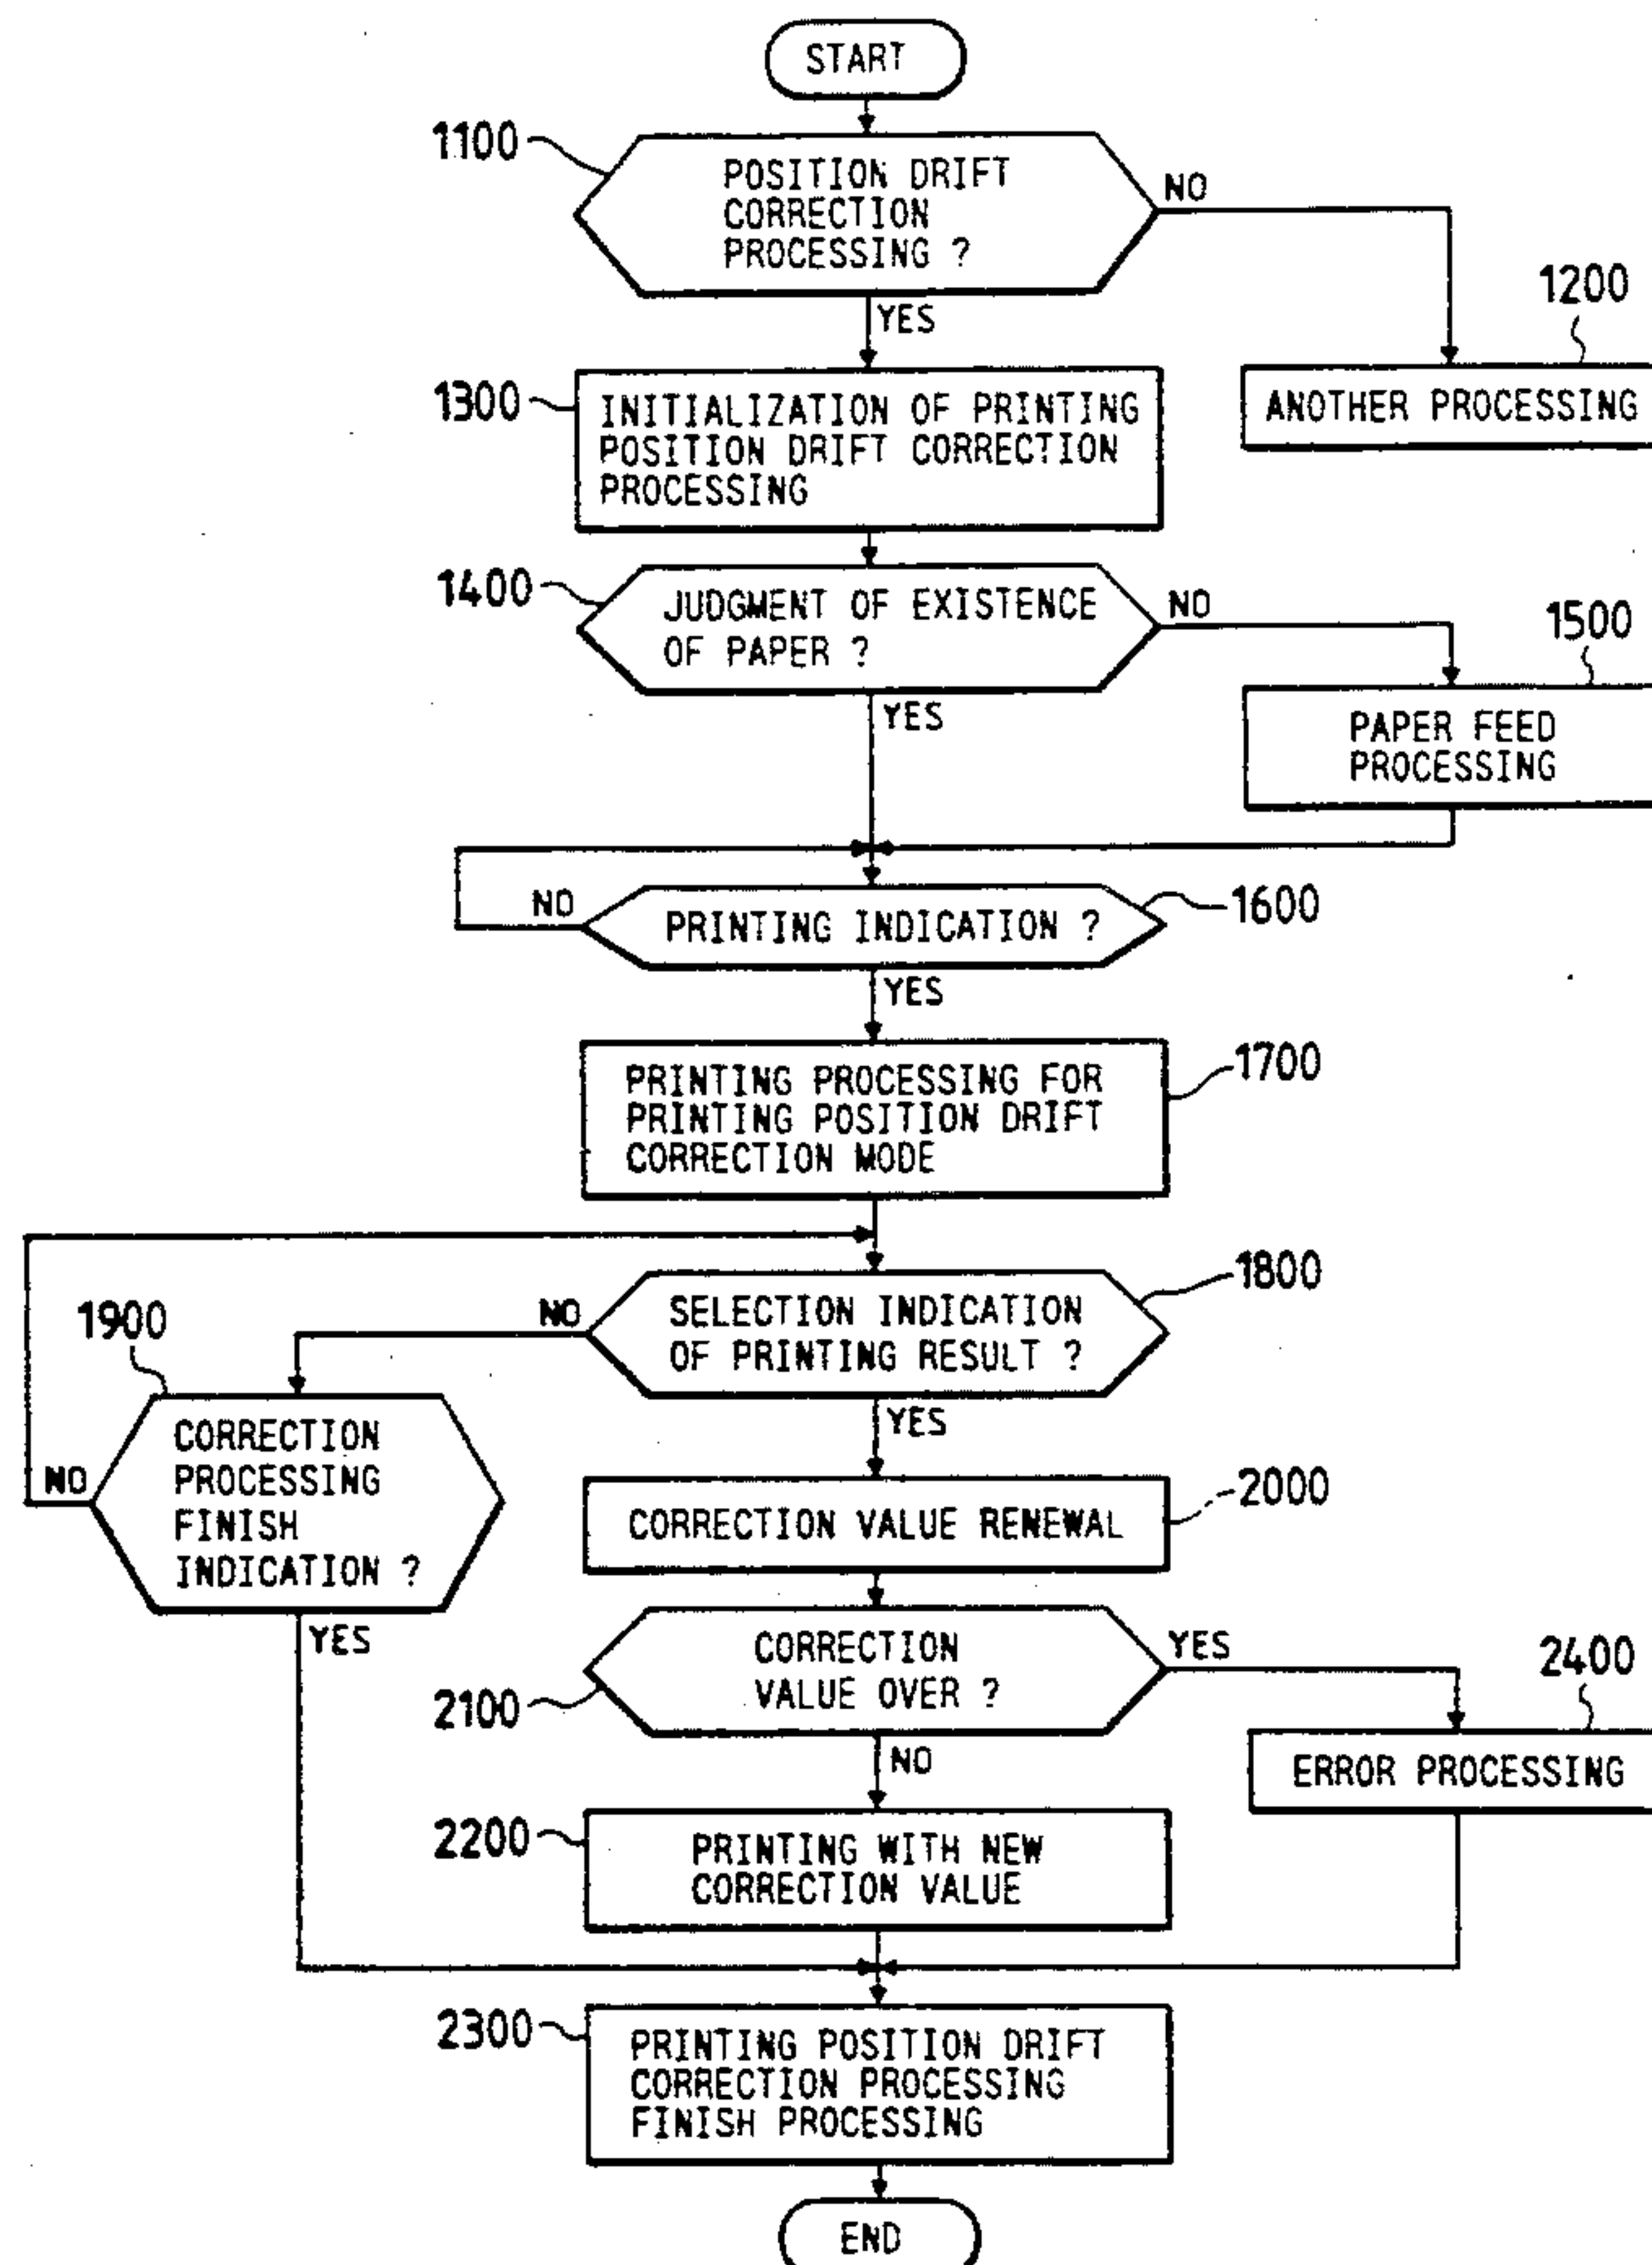 START
1100
POSITION DRIFT
CORRECTION
PROCESSING ?
NO
YES
1200
ANOTHER PROCESSING
1300
INITIALIZATION OF PRINTING
POSITION DRIFT CORRECTION
PROCESSING
1400
JUDGMENT OF EXISTENCE
OF PAPER ?
NO
YES
1500
PAPER FEED
PROCESSING
NO
PRINTING INDICATION ?
1600
YES
PRINTING PROCESSING FOR
PRINTING POSITION DRIFT
CORRECTION MODE
1700
NO
SELECTION INDICATION
OF PRINTING RESULT ?
1800
YES
1900
CORRECTION
PROCESSING
FINISH
INDICATION ?
NO
YES
CORRECTION VALUE RENEWAL
2000
CORRECTION
VALUE OVER ?
2100
YES
NO
2400
ERROR PROCESSING
2200
PRINTING WITH NEW
CORRECTION VALUE
2300
PRINTING POSITION DRIFT
CORRECTION PROCESSING
FINISH PROCESSING
END